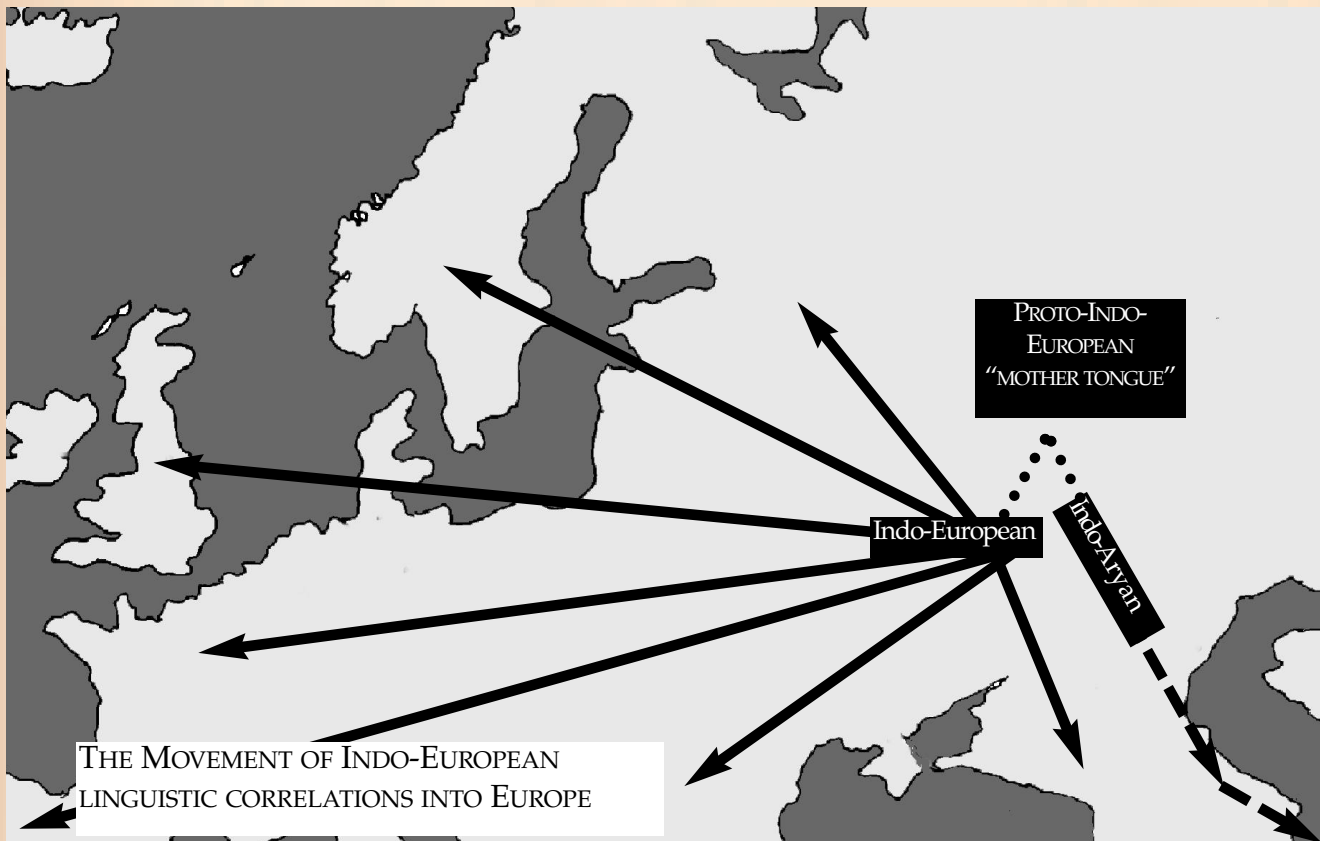 Proto-Indo-
European
“mother tongue”
Indo-European
Indo-Aryan
The Movement of Indo-European
linguistic correlations into Europe